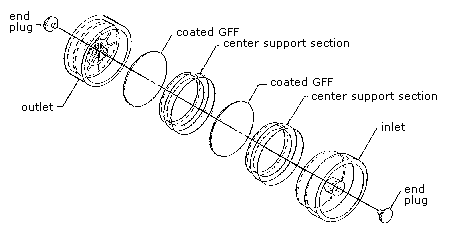 end
plug
coated GFF
center support section
coated GFF
center support section
outlet
inlet
end
plug